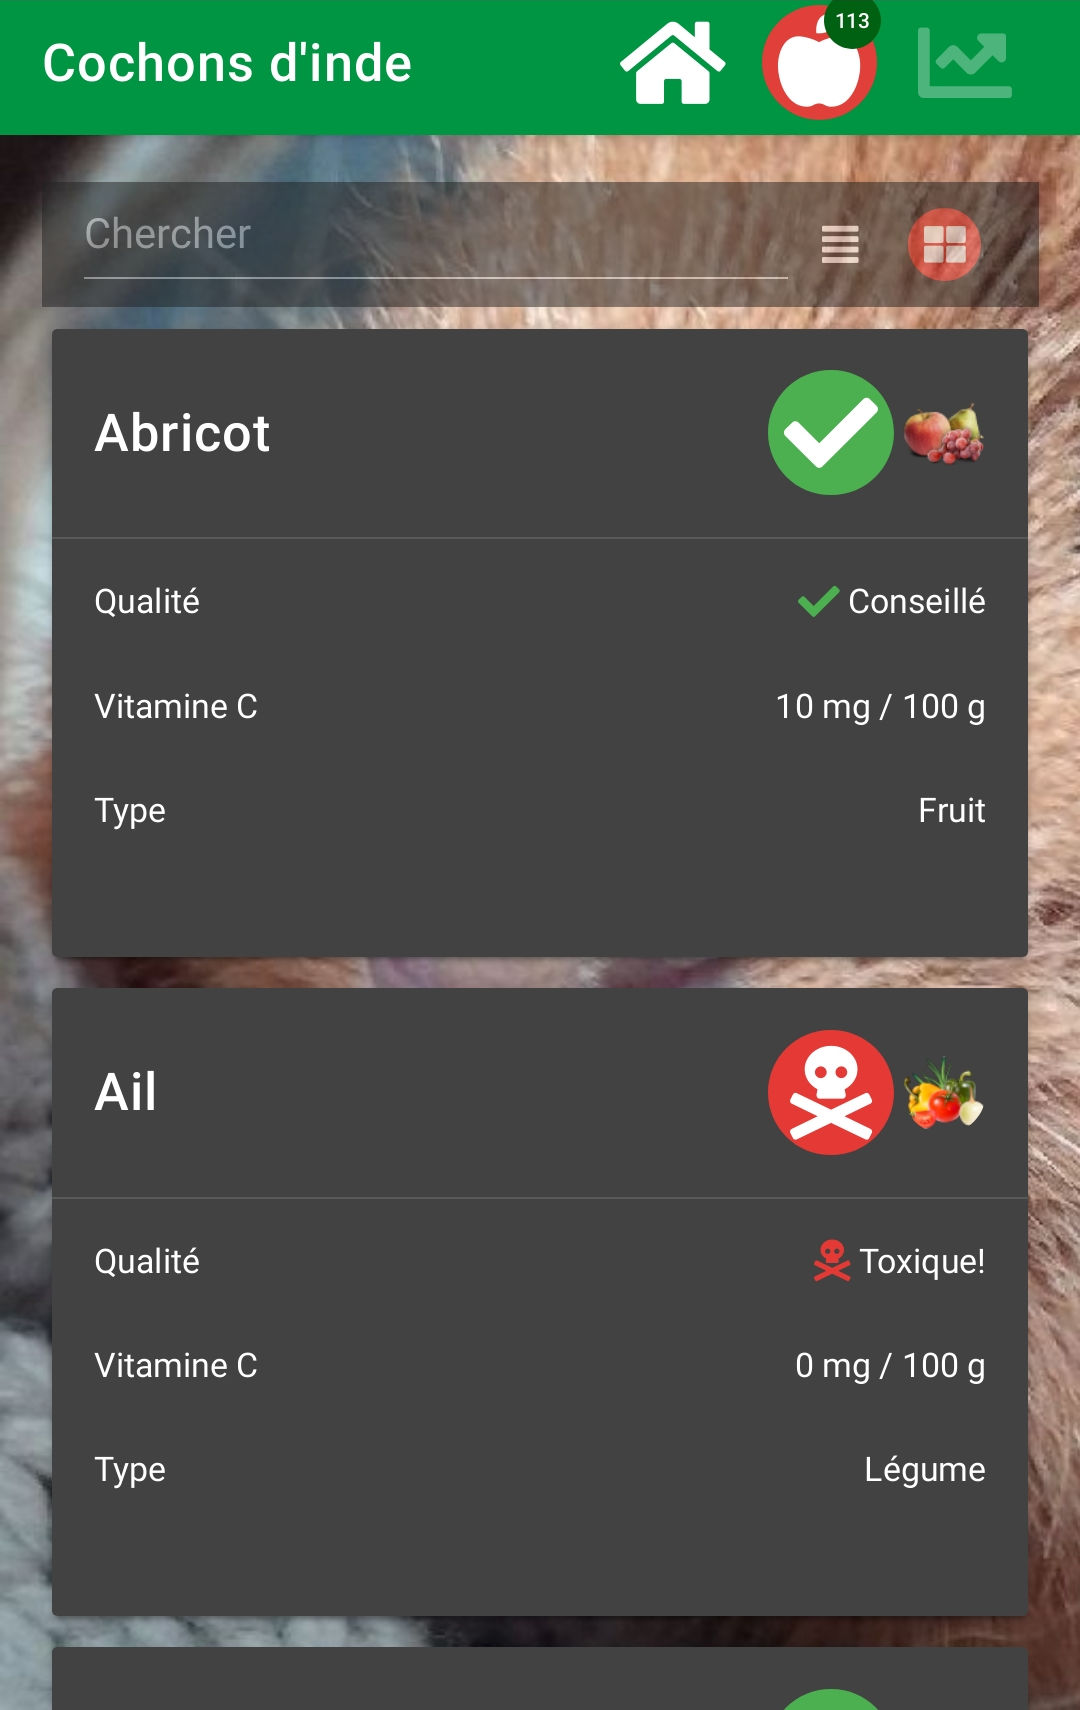 Cochons d'inde
113
Chercher
Abricot
Qualité Conseillé
Vitamine C 10 mg / 100 g
Type Fruit
Ail
Qualité Toxique!
Vitamine C 0 mg / 100 g
Type Légume